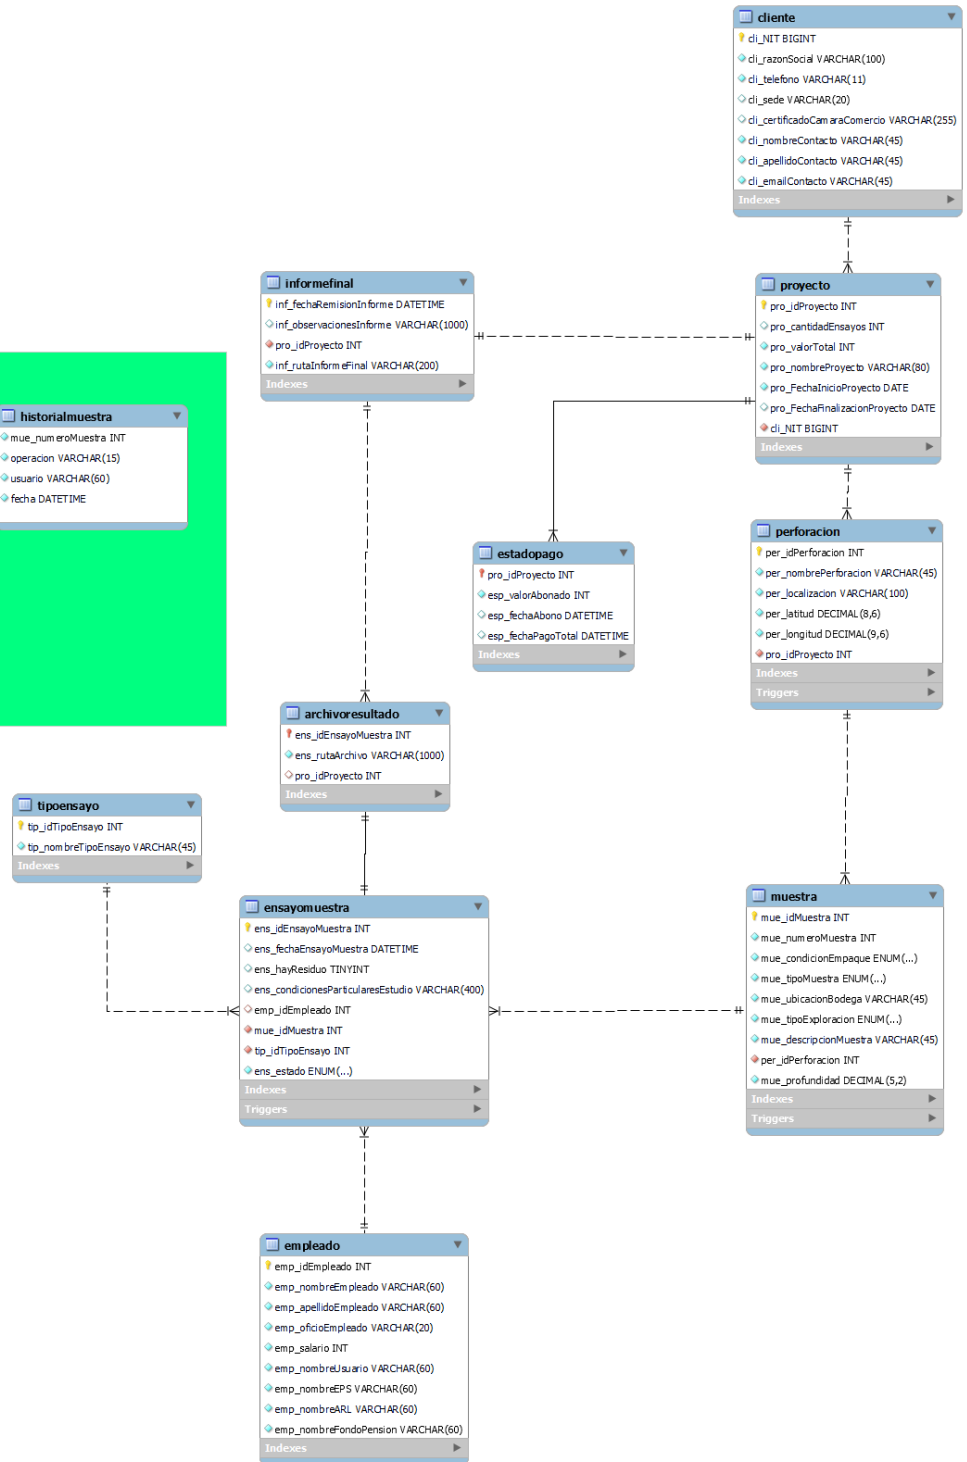 cliente
cli_NIT BIGINT
cli_razonSocial VARCHAR(100)
cli_telefono VARCHAR(11)
cli_sede VARCHAR(20)
cli_certificadoCamaraComercio VARCHAR(255)
cli_nombreContacto VARCHAR(45)
cli_apellidoContacto VARCHAR(45)
cli_emailContacto VARCHAR(45)
Indexes
informefinal
inf_fechaRemisionInforme DATETIME
inf_observacionesInforme VARCHAR(1000)
pro_idProyecto INT
inf_rutaInformeFinal VARCHAR(200)
Indexes
proyecto
pro_idProyecto INT
pro_cantidadEnsayos INT
pro_valorTotal INT
pro_nombreProyecto VARCHAR(80)
pro_FechaInicioProyecto DATE
pro_FechaFinalizacionProyecto DATE
cli_NIT BIGINT
Indexes
historialmuestra
mue_numeroMuestra INT
operacion VARCHAR(15)
usuario VARCHAR(60)
fecha DATETIME
estadopago
pro_idProyecto INT
esp_valorAbonado INT
esp_fechaAbono DATETIME
esp_fechaPagoTotal DATETIME
Indexes
perforacion
per_idPerforacion INT
per_nombrePerforacion VARCHAR(45)
per_localizacion VARCHAR(100)
per_latitud DECIMAL(8,6)
per_longitud DECIMAL(9,6)
pro_idProyecto INT
Indexes
Triggers
archivoresultado
ens_idEnsayoMuestra INT
ens_rutaArchivo VARCHAR(1000)
pro_idProyecto INT
Indexes
tipoensayo
tip_idTipoEnsayo INT
tip_nombreTipoEnsayo VARCHAR(45)
Indexes
ensayomuestra
ens_idEnsayoMuestra INT
ens_fechaEnsayoMuestra DATETIME
ens_hayResiduo TINYINT
ens_condicionesParticularesEstudio VARCHAR(400)
emp_idEmpleado INT
mue_idMuestra INT
tip_idTipoEnsayo INT
ens_estado ENUM(...)
Indexes
Triggers
muestra
mue_idMuestra INT
mue_numeroMuestra INT
mue_condicionEmpaque ENUM(...)
mue_tipoMuestra ENUM(...)
mue_ubicacionBodega VARCHAR(45)
mue_tipoExploracion ENUM(...)
mue_descripcionMuestra VARCHAR(45)
per_idPerforacion INT
mue_profundidad DECIMAL(5,2)
Indexes
Triggers
empleado
emp_idEmpleado INT
emp_nombreEmpleado VARCHAR(60)
emp_apellidoEmpleado VARCHAR(60)
emp_oficioEmpleado VARCHAR(20)
emp_salario INT
emp_nombreUsuario VARCHAR(60)
emp_nombreEPS VARCHAR(60)
emp_nombreARL VARCHAR(60)
emp_nombreFondoPension VARCHAR(60)
Indexes